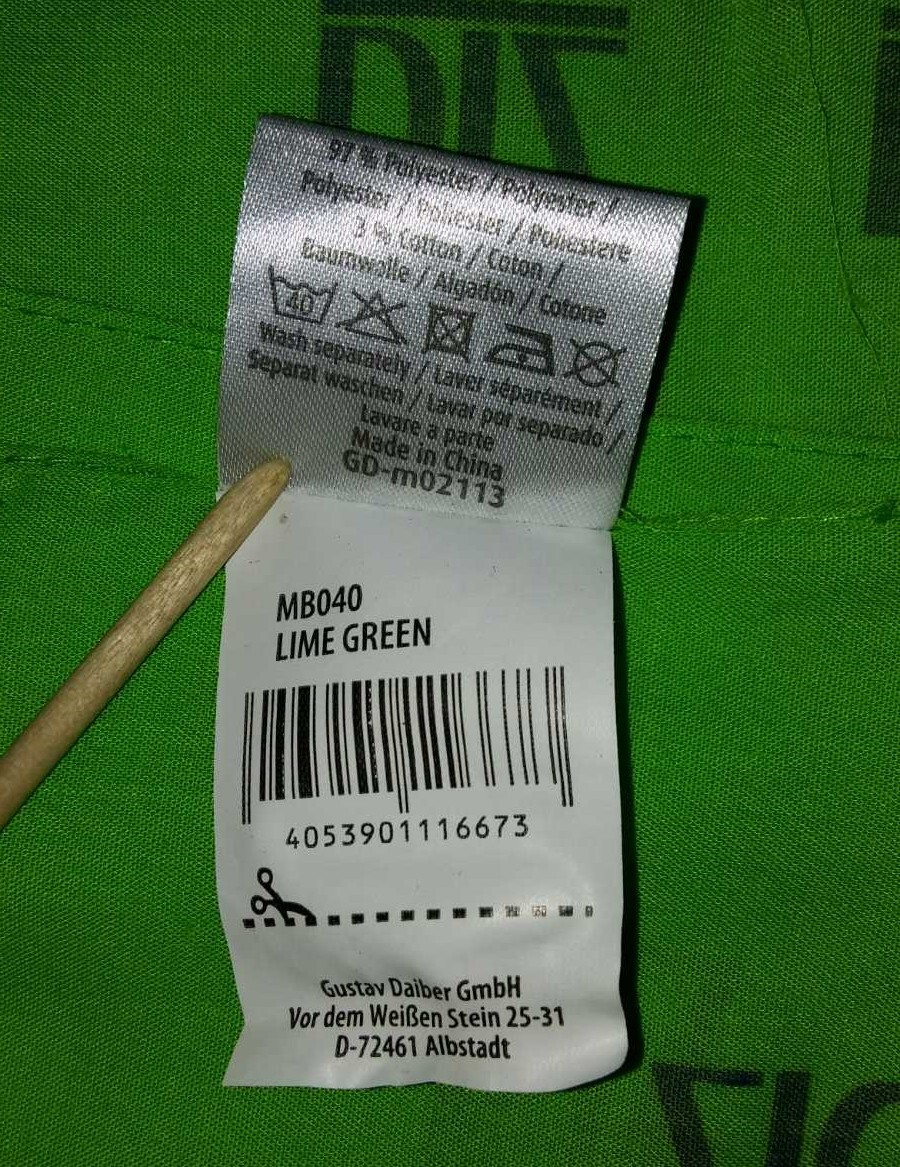 97 % Polyester / Polyester /
Polyester / Poliester / Poliestere
3 % Cotton / Coton /
Baumwolle / Algadon / Cotone
40
Wash separately / Laver séparément /
Separat waschen / Lavar por separado /
Lavare a parte
Made in China
GD-m02113
MB040
LIME GREEN
4053901116673
Gustav Daiber GmbH
Vor dem Weißen Stein 25-31
D-72461 Albstadt